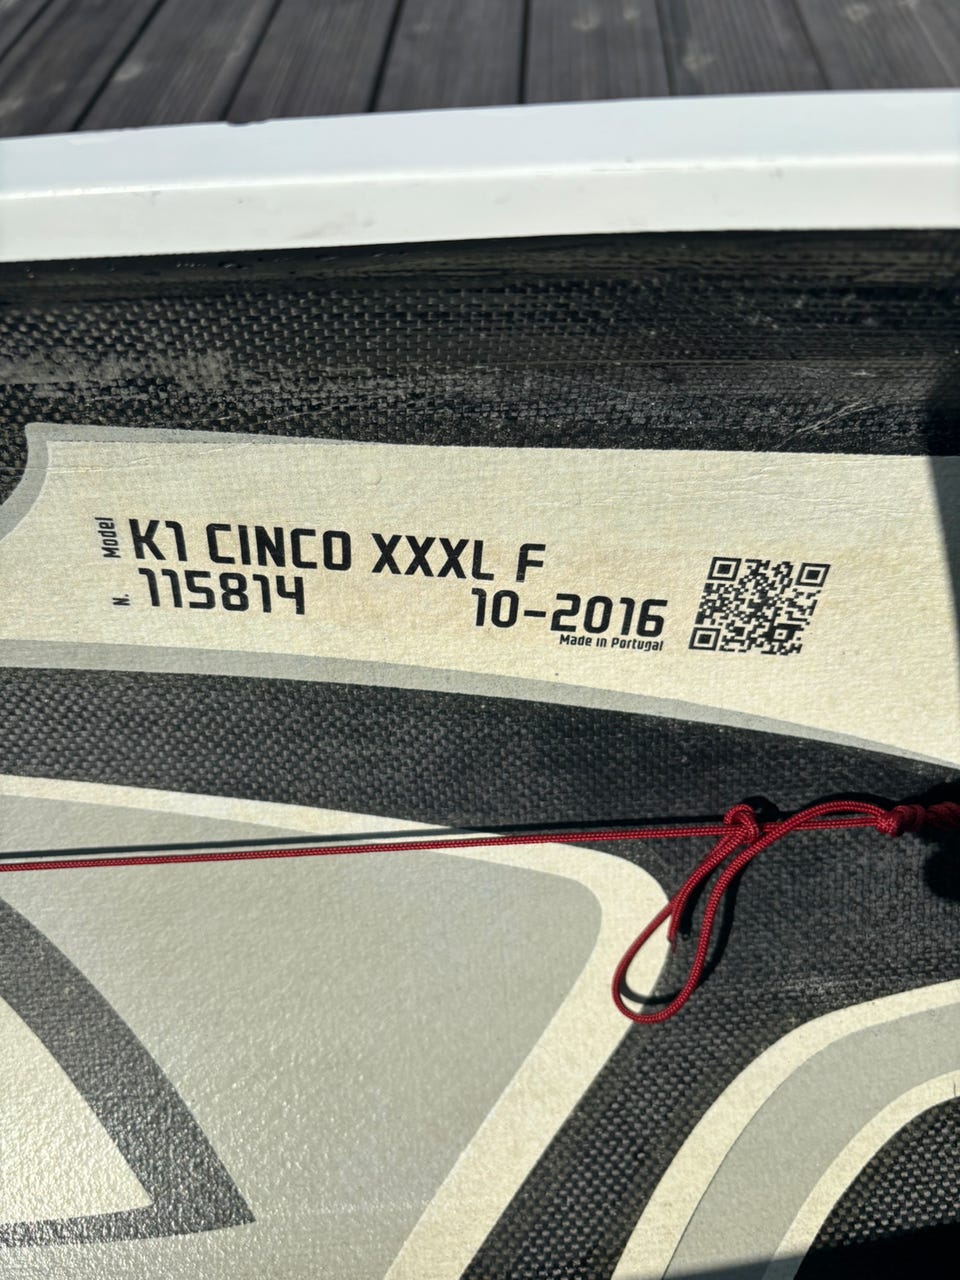 Model K1 CINCO XXXL F
N. 115814 10-2016
Made in Portugal